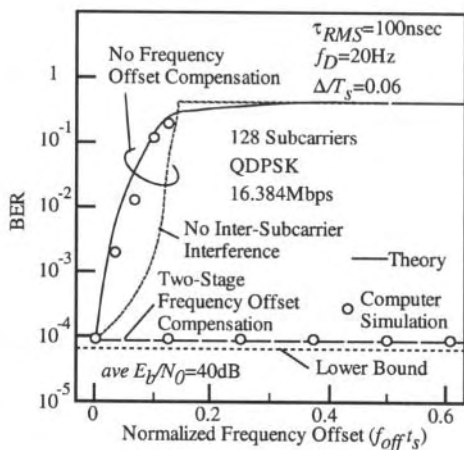 τRMS=100nsec
fD=20Hz
Δ/Ts=0.06
No Frequency
Offset Compensation
128 Subcarriers
QDPSK
16.384Mbps
No Inter-Subcarrier
Interference
Theory
Two-Stage
Frequency Offset
Compensation
Computer
Simulation
Lower Bound
ave Eb/N0=40dB
BER
1
10-1
10-2
10-3
10-4
10-5
0
0.2
0.4
0.6
Normalized Frequency Offset (foff ts)